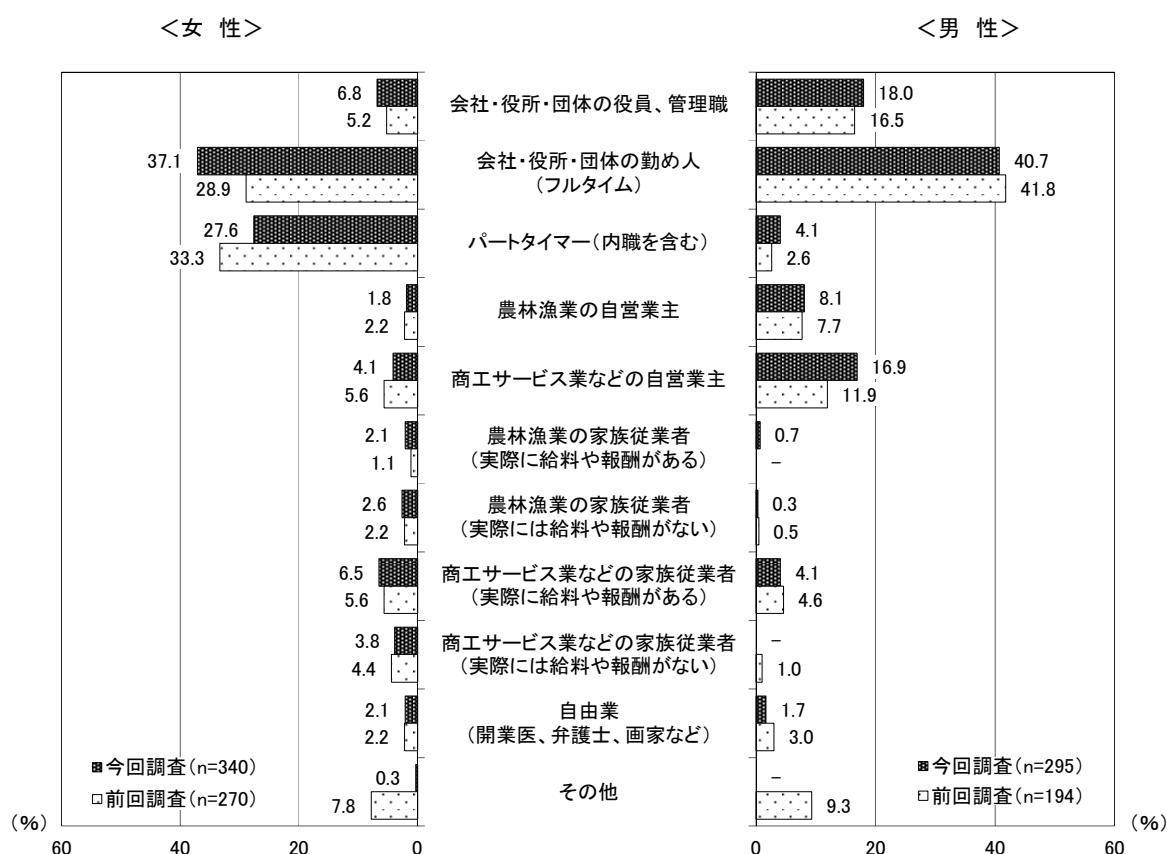 ＜女 性＞
＜男 性＞
6.8
5.2
会社・役所・団体の役員、管理職
18.0
16.5
37.1
28.9
会社・役所・団体の勤め人
（フルタイム）
40.7
41.8
27.6
33.3
パートタイマー（内職を含む）
4.1
2.6
1.8
2.2
農林漁業の自営業主
8.1
7.7
4.1
5.6
商工サービス業などの自営業主
16.9
11.9
2.1
1.1
農林漁業の家族従業者
（実際に給料や報酬がある）
0.7
－
2.6
2.2
農林漁業の家族従業者
（実際には給料や報酬がない）
0.3
0.5
6.5
5.6
商工サービス業などの家族従業者
（実際に給料や報酬がある）
4.1
4.6
3.8
4.4
商工サービス業などの家族従業者
（実際には給料や報酬がない）
－
1.0
2.1
2.2
自由業
（開業医、弁護士、画家など）
1.7
3.0
0.3
7.8
その他
－
9.3
今回調査（n=340）
前回調査（n=270）
今回調査（n=295）
前回調査（n=194）
（％）
60 40 20 0
0 20 40 60
（％）